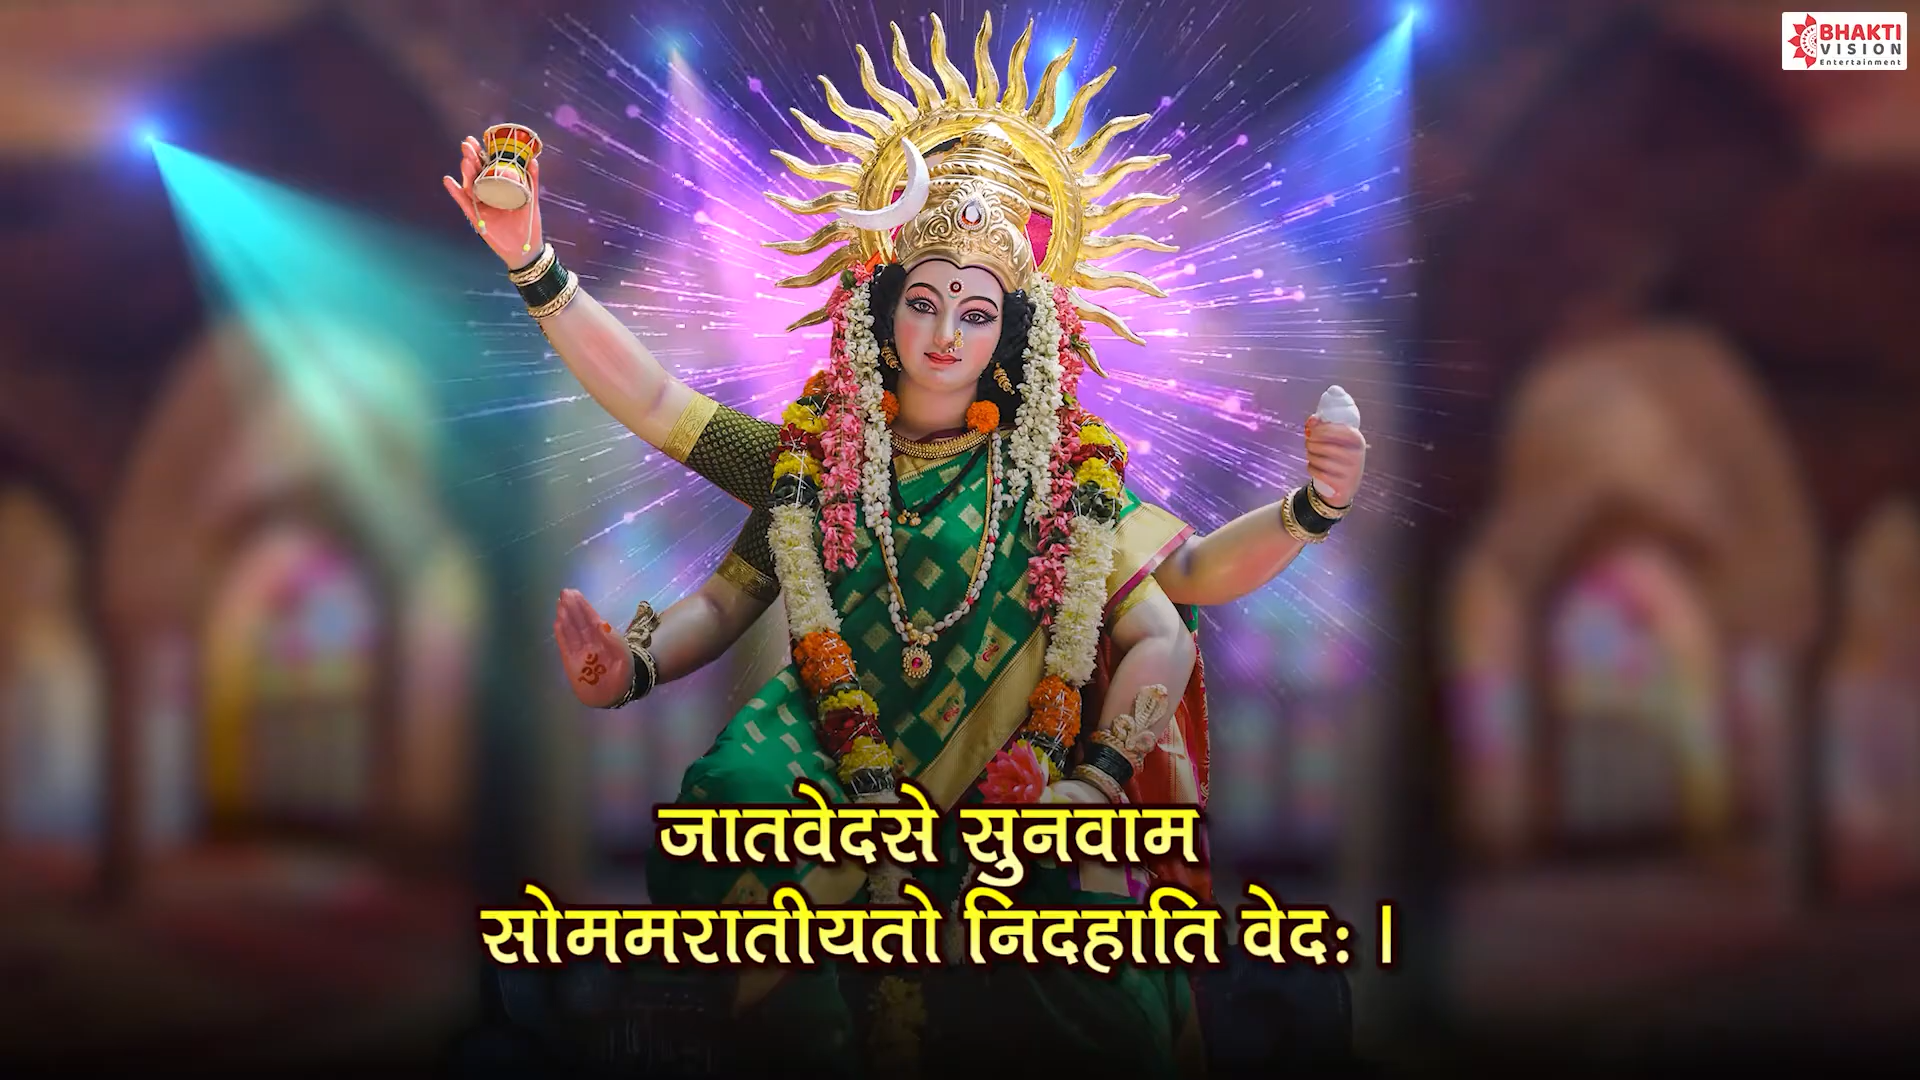 BHAKTI
VISION
Entertainment
ॐ
जातवेदसे सुनवाम
सोममरातीयतो निदहाति वेदः ।